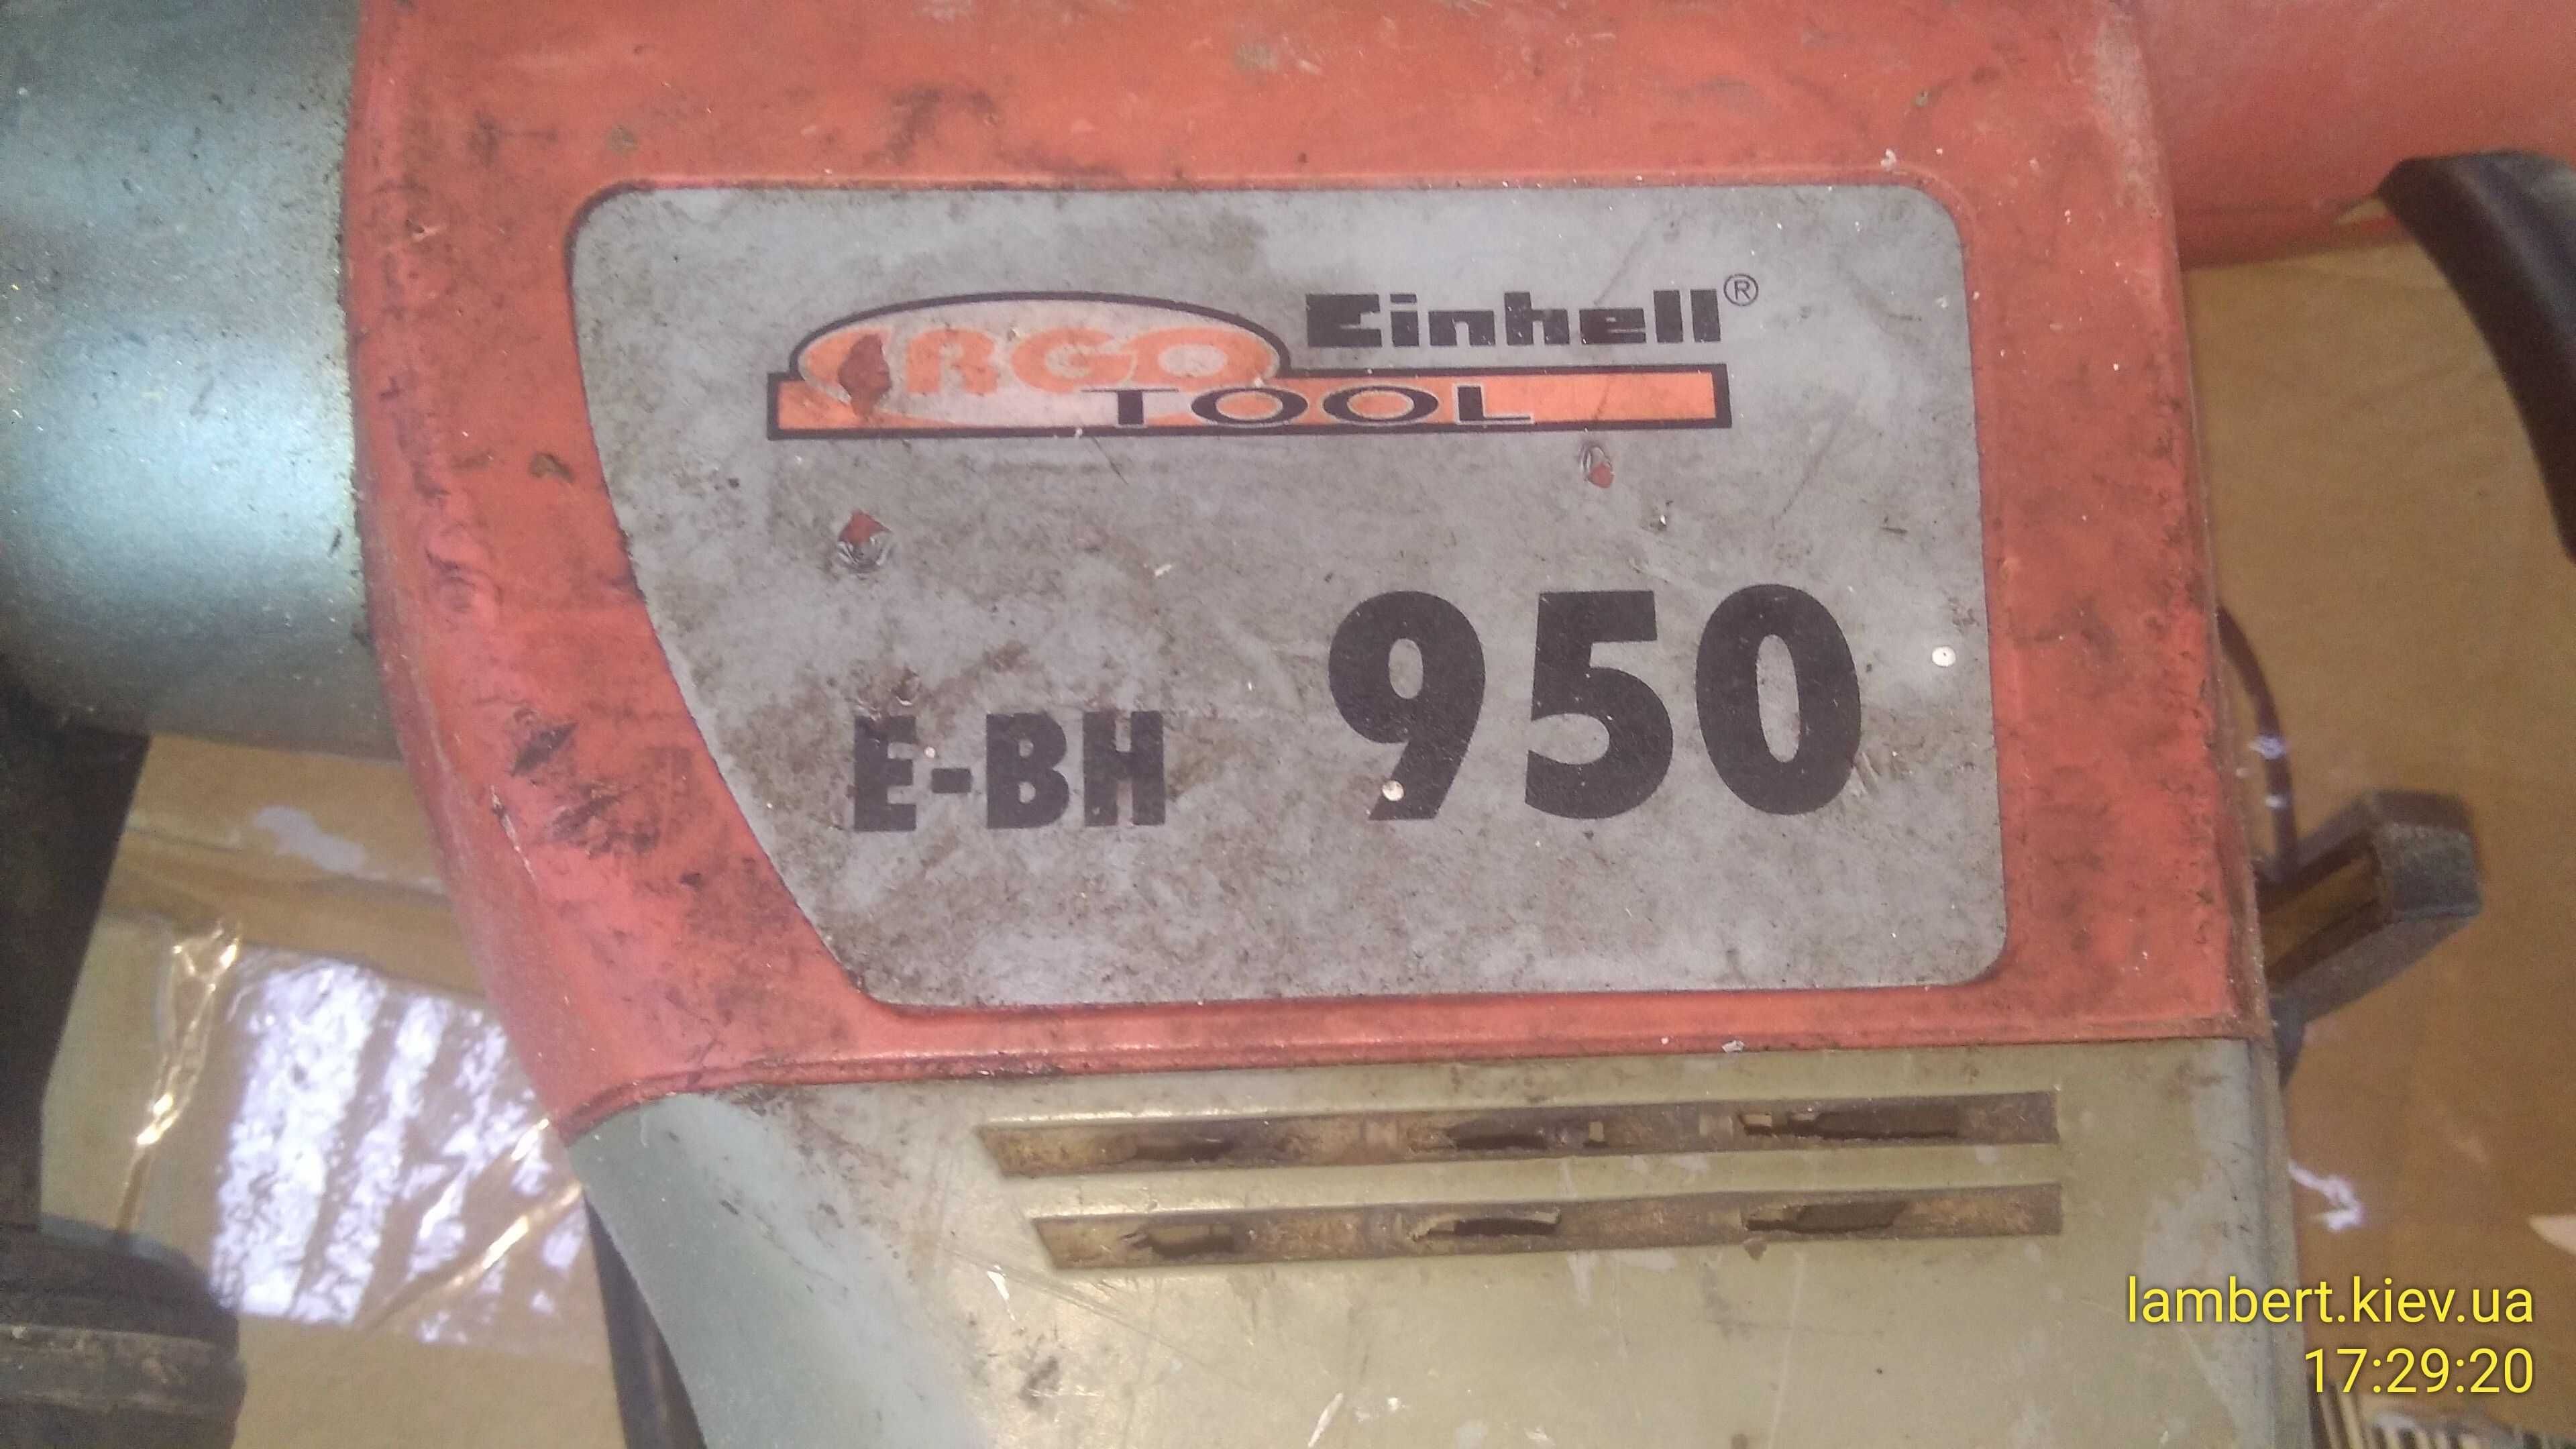 Einhell®
ERGO
TOOL
E-BH 950
lambert.kiev.ua
17:29:20